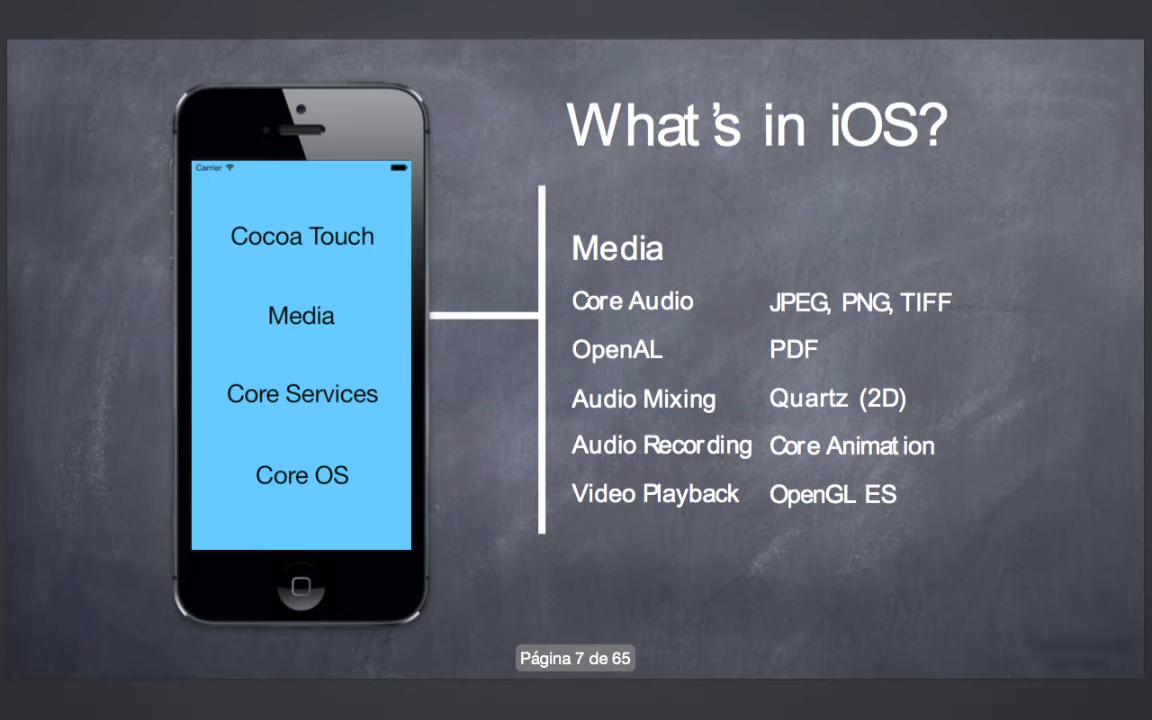 What's in iOS?
Carrier
Cocoa Touch
Media
Core Services
Core OS
Media
Core Audio
OpenAL
Audio Mixing
Audio Recording
Video Playback
JPEG, PNG, TIFF
PDF
Quartz (2D)
Core Animation
OpenGL ES
Página 7 de 65